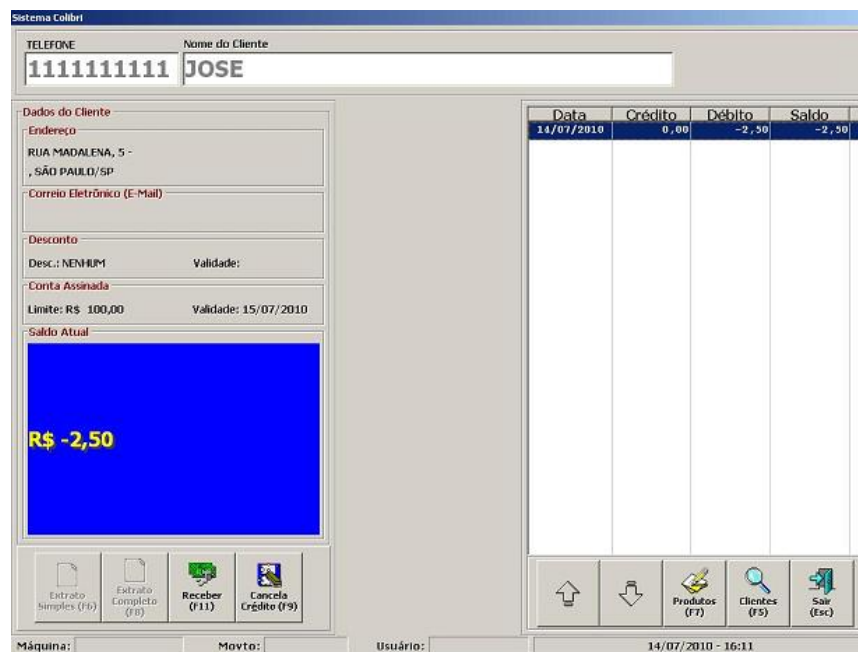 Sistema Colibri
TELEFONE Nome do Cliente
1111111111 JOSE
Dados do Cliente
Endereço
RUA MADALENA, 5 -
, SÃO PAULO/SP
Correio Eletrônico (E-Mail)
Desconto
Desc.: NENHUM Validade:
Conta Assinada
Limite: R$ 100,00 Validade: 15/07/2010
Saldo Atual
R$ -2,50
Extrato Simples (F6)
Extrato Completo (F8)
Receber (F11)
Cancela Crédito (F9)
Data Crédito Débito Saldo
14/07/2010 0,00 -2,50 -2,50
Produtos (F7)
Clientes (F5)
Sair (Esc)
Máquina: Movto: Usuário: 14/07/2010 - 16:11